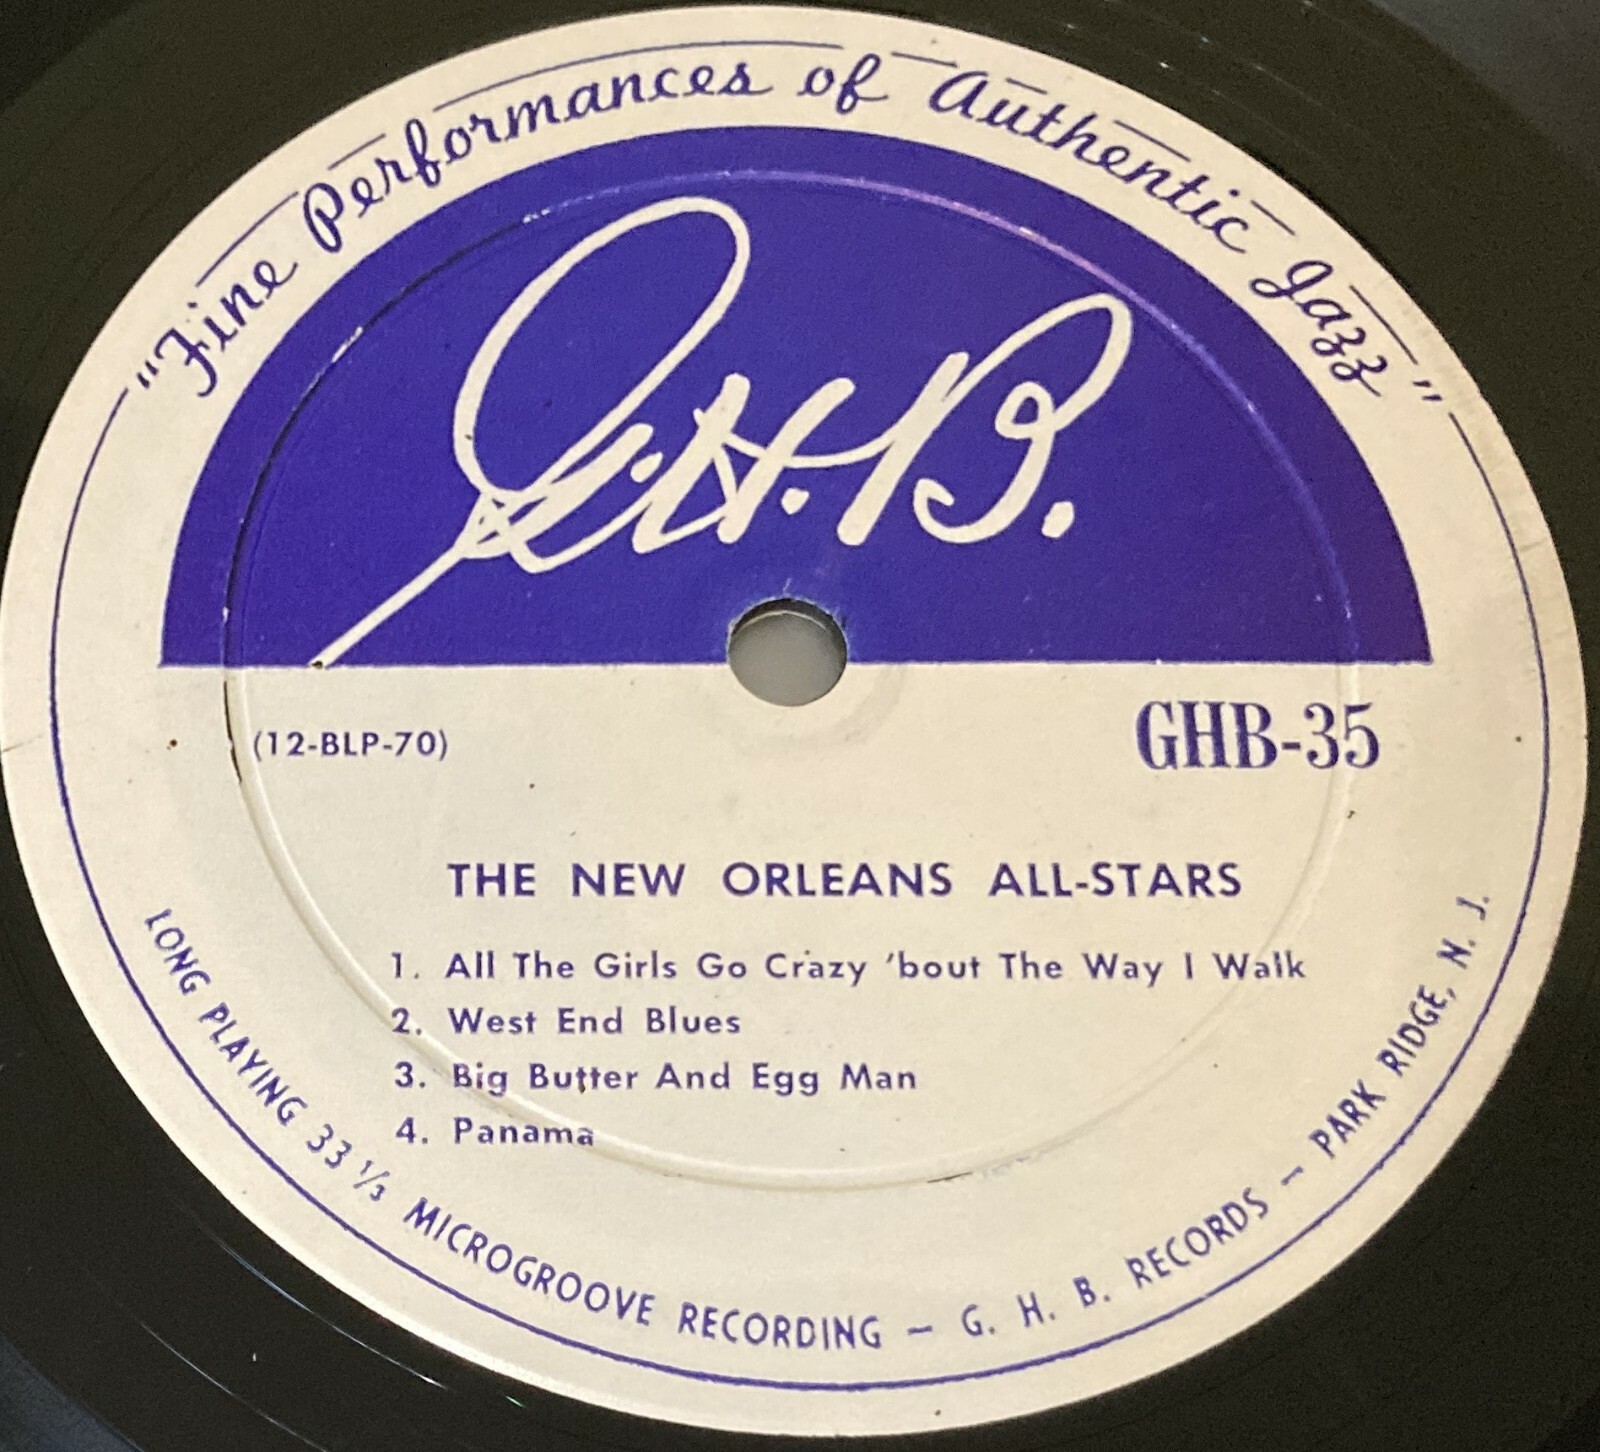 "Fine Performances of Authentic Jazz"
G.H.B.
(12-BLP-70)
GHB-35
THE NEW ORLEANS ALL-STARS
1. All The Girls Go Crazy 'bout The Way I Walk
2. West End Blues
3. Big Butter And Egg Man
4. Panama
LONG PLAYING 33 1/3 MICROGROOVE RECORDING — G. H. B. RECORDS — PARK RIDGE, N. J.